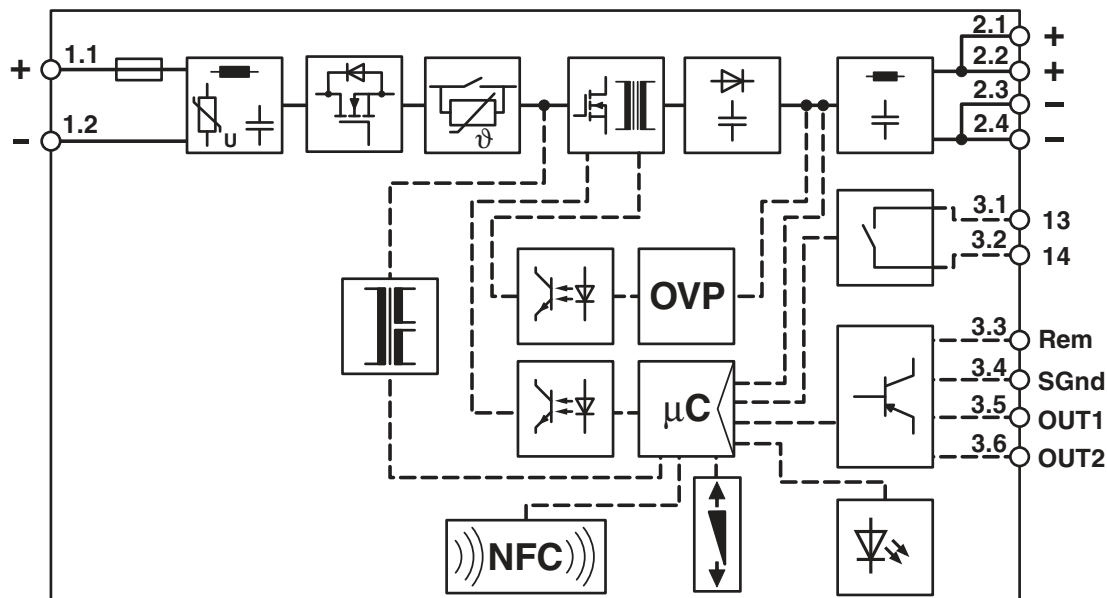 + 1.1
− 1.2
U
ϑ
2.1 +
2.2 +
2.3 −
2.4 −
3.1 13
3.2 14
OVP
μC
3.3 Rem
3.4 SGnd
3.5 OUT1
3.6 OUT2
NFC